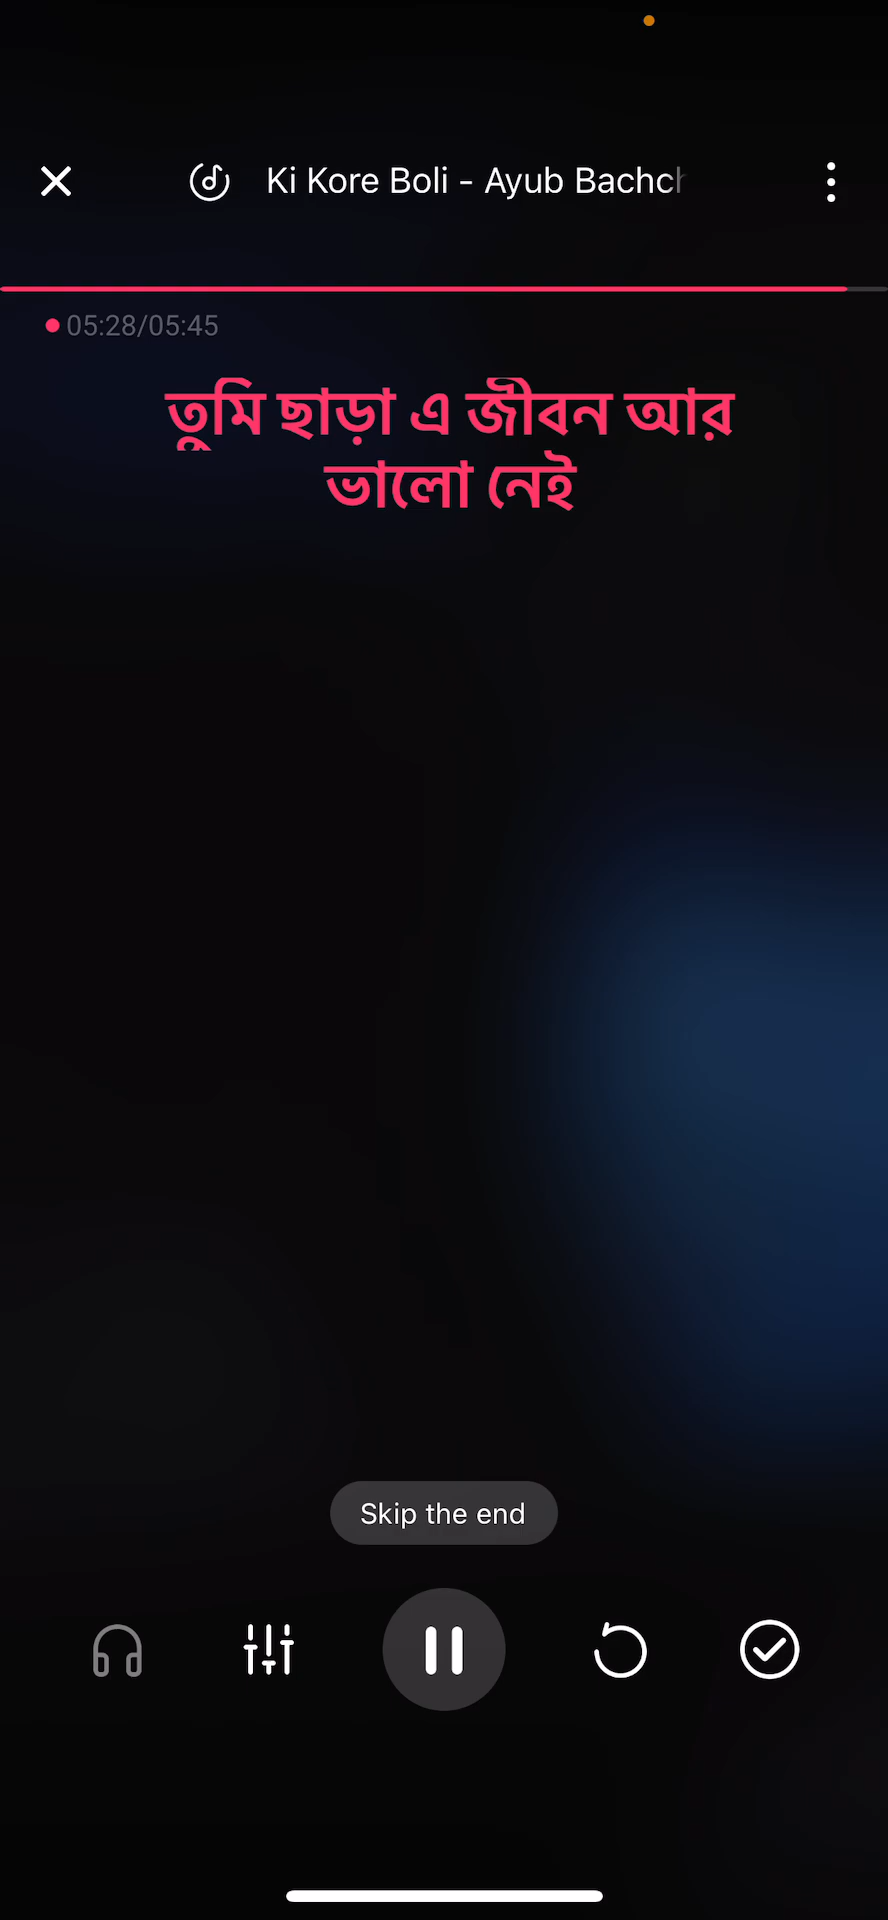 Ki Kore Boli - Ayub Bachch
05:28/05:45
তুমি ছাড়া এ জীবন আর
ভালো নেই
Skip the end